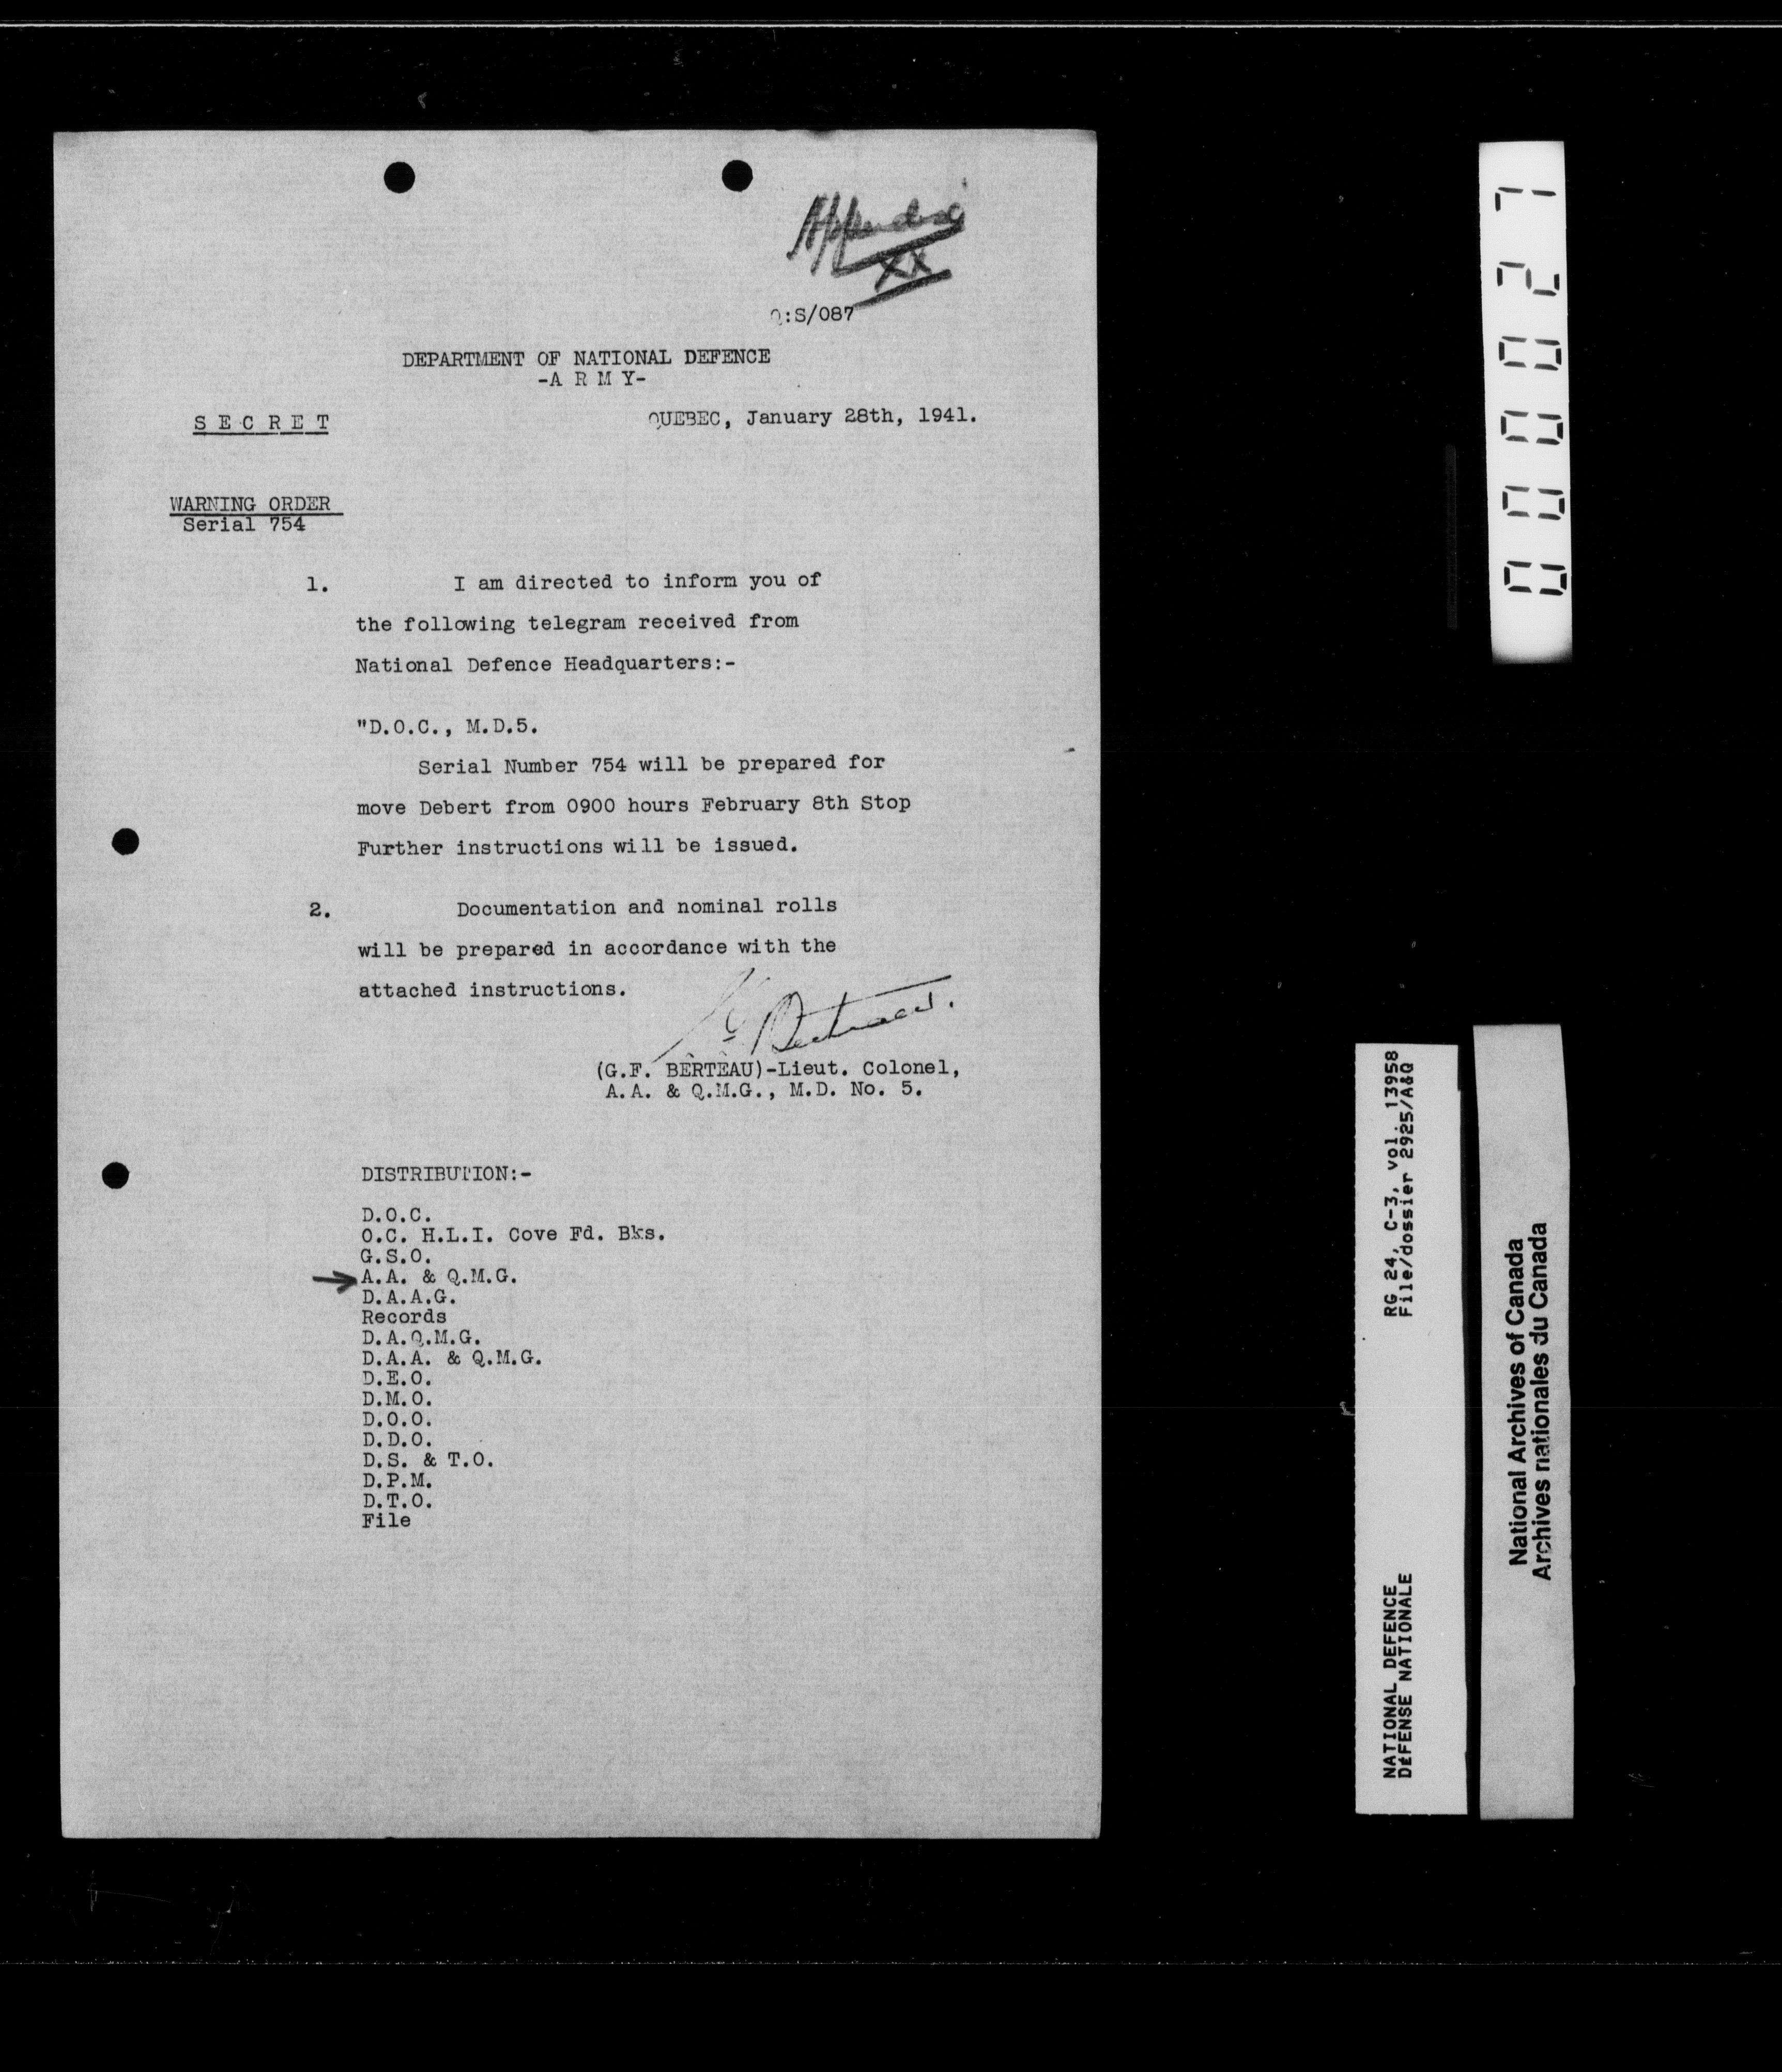 Appendix
XX
Q:S/087
DEPARTMENT OF NATIONAL DEFENCE
-A R M Y-
S E C R E T
QUEBEC, January 28th, 1941.
WARNING ORDER
Serial 754
1. I am directed to inform you of
the following telegram received from
National Defence Headquarters:-
"D.O.C., M.D.5.
Serial Number 754 will be prepared for
move Debert from 0900 hours February 8th Stop
Further instructions will be issued.
2. Documentation and nominal rolls
will be prepared in accordance with the
attached instructions.
(G.F. BERTEAU)-Lieut. Colonel,
A.A. & Q.M.G., M.D. No. 5.
DISTRIBUTION:-
D.O.C.
O.C. H.L.I. Cove Fd. Bks.
G.S.O.
A.A. & Q.M.G.
D.A.A.G.
Records
D.A.Q.M.G.
D.A.A. & Q.M.G.
D.E.O.
D.M.O.
D.O.O.
D.D.O.
D.S. & T.O.
D.P.M.
D.T.O.
File
000027
NATIONAL DEFENCE
DÉFENSE NATIONALE
RG 24, C-3, vol. 13958
File/dossier 2925/A&Q
National Archives of Canada
Archives nationales du Canada